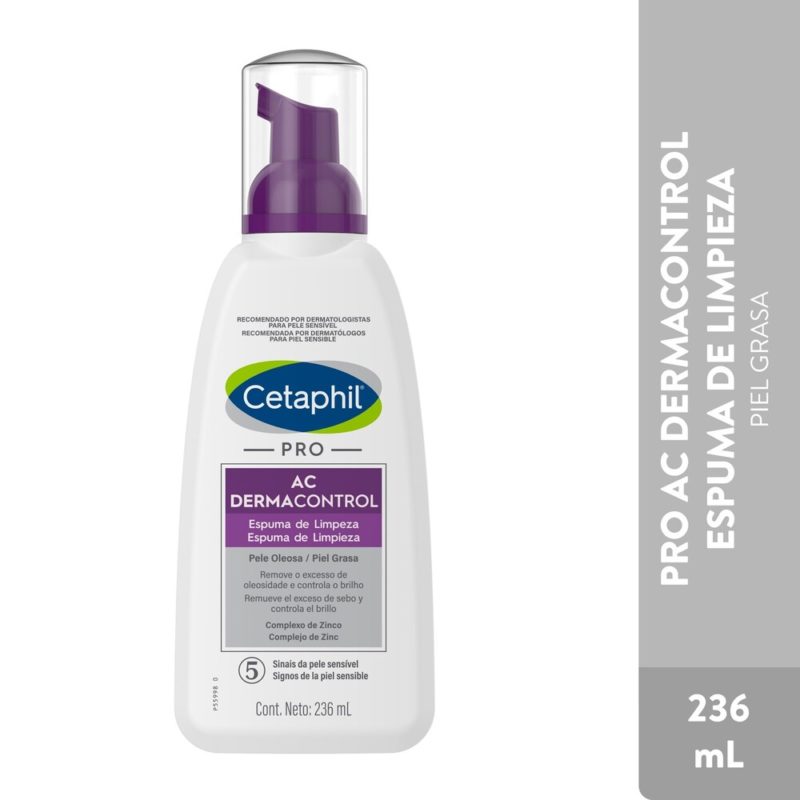 RECOMENDADO POR DERMATOLOGISTAS
PARA PELE SENSÍVEL
RECOMENDADA POR DERMATÓLOGOS
PARA PIEL SENSIBLE
Cetaphil®
PRO
AC
DERMACONTROL
Espuma de Limpeza
Espuma de Limpieza
Pele Oleosa / Piel Grasa
Remove o excesso de
oleosidade e controla o brilho
Remueve el exceso de sebo y
controla el brillo
Complexo de Zinco
Complejo de Zinc
5 Sinais da pele sensível
Signos de la piel sensible
P55998 0
Cont. Neto: 236 mL
PRO AC DERMACONTROL
ESPUMA DE LIMPIEZA
PIEL GRASA
236
mL